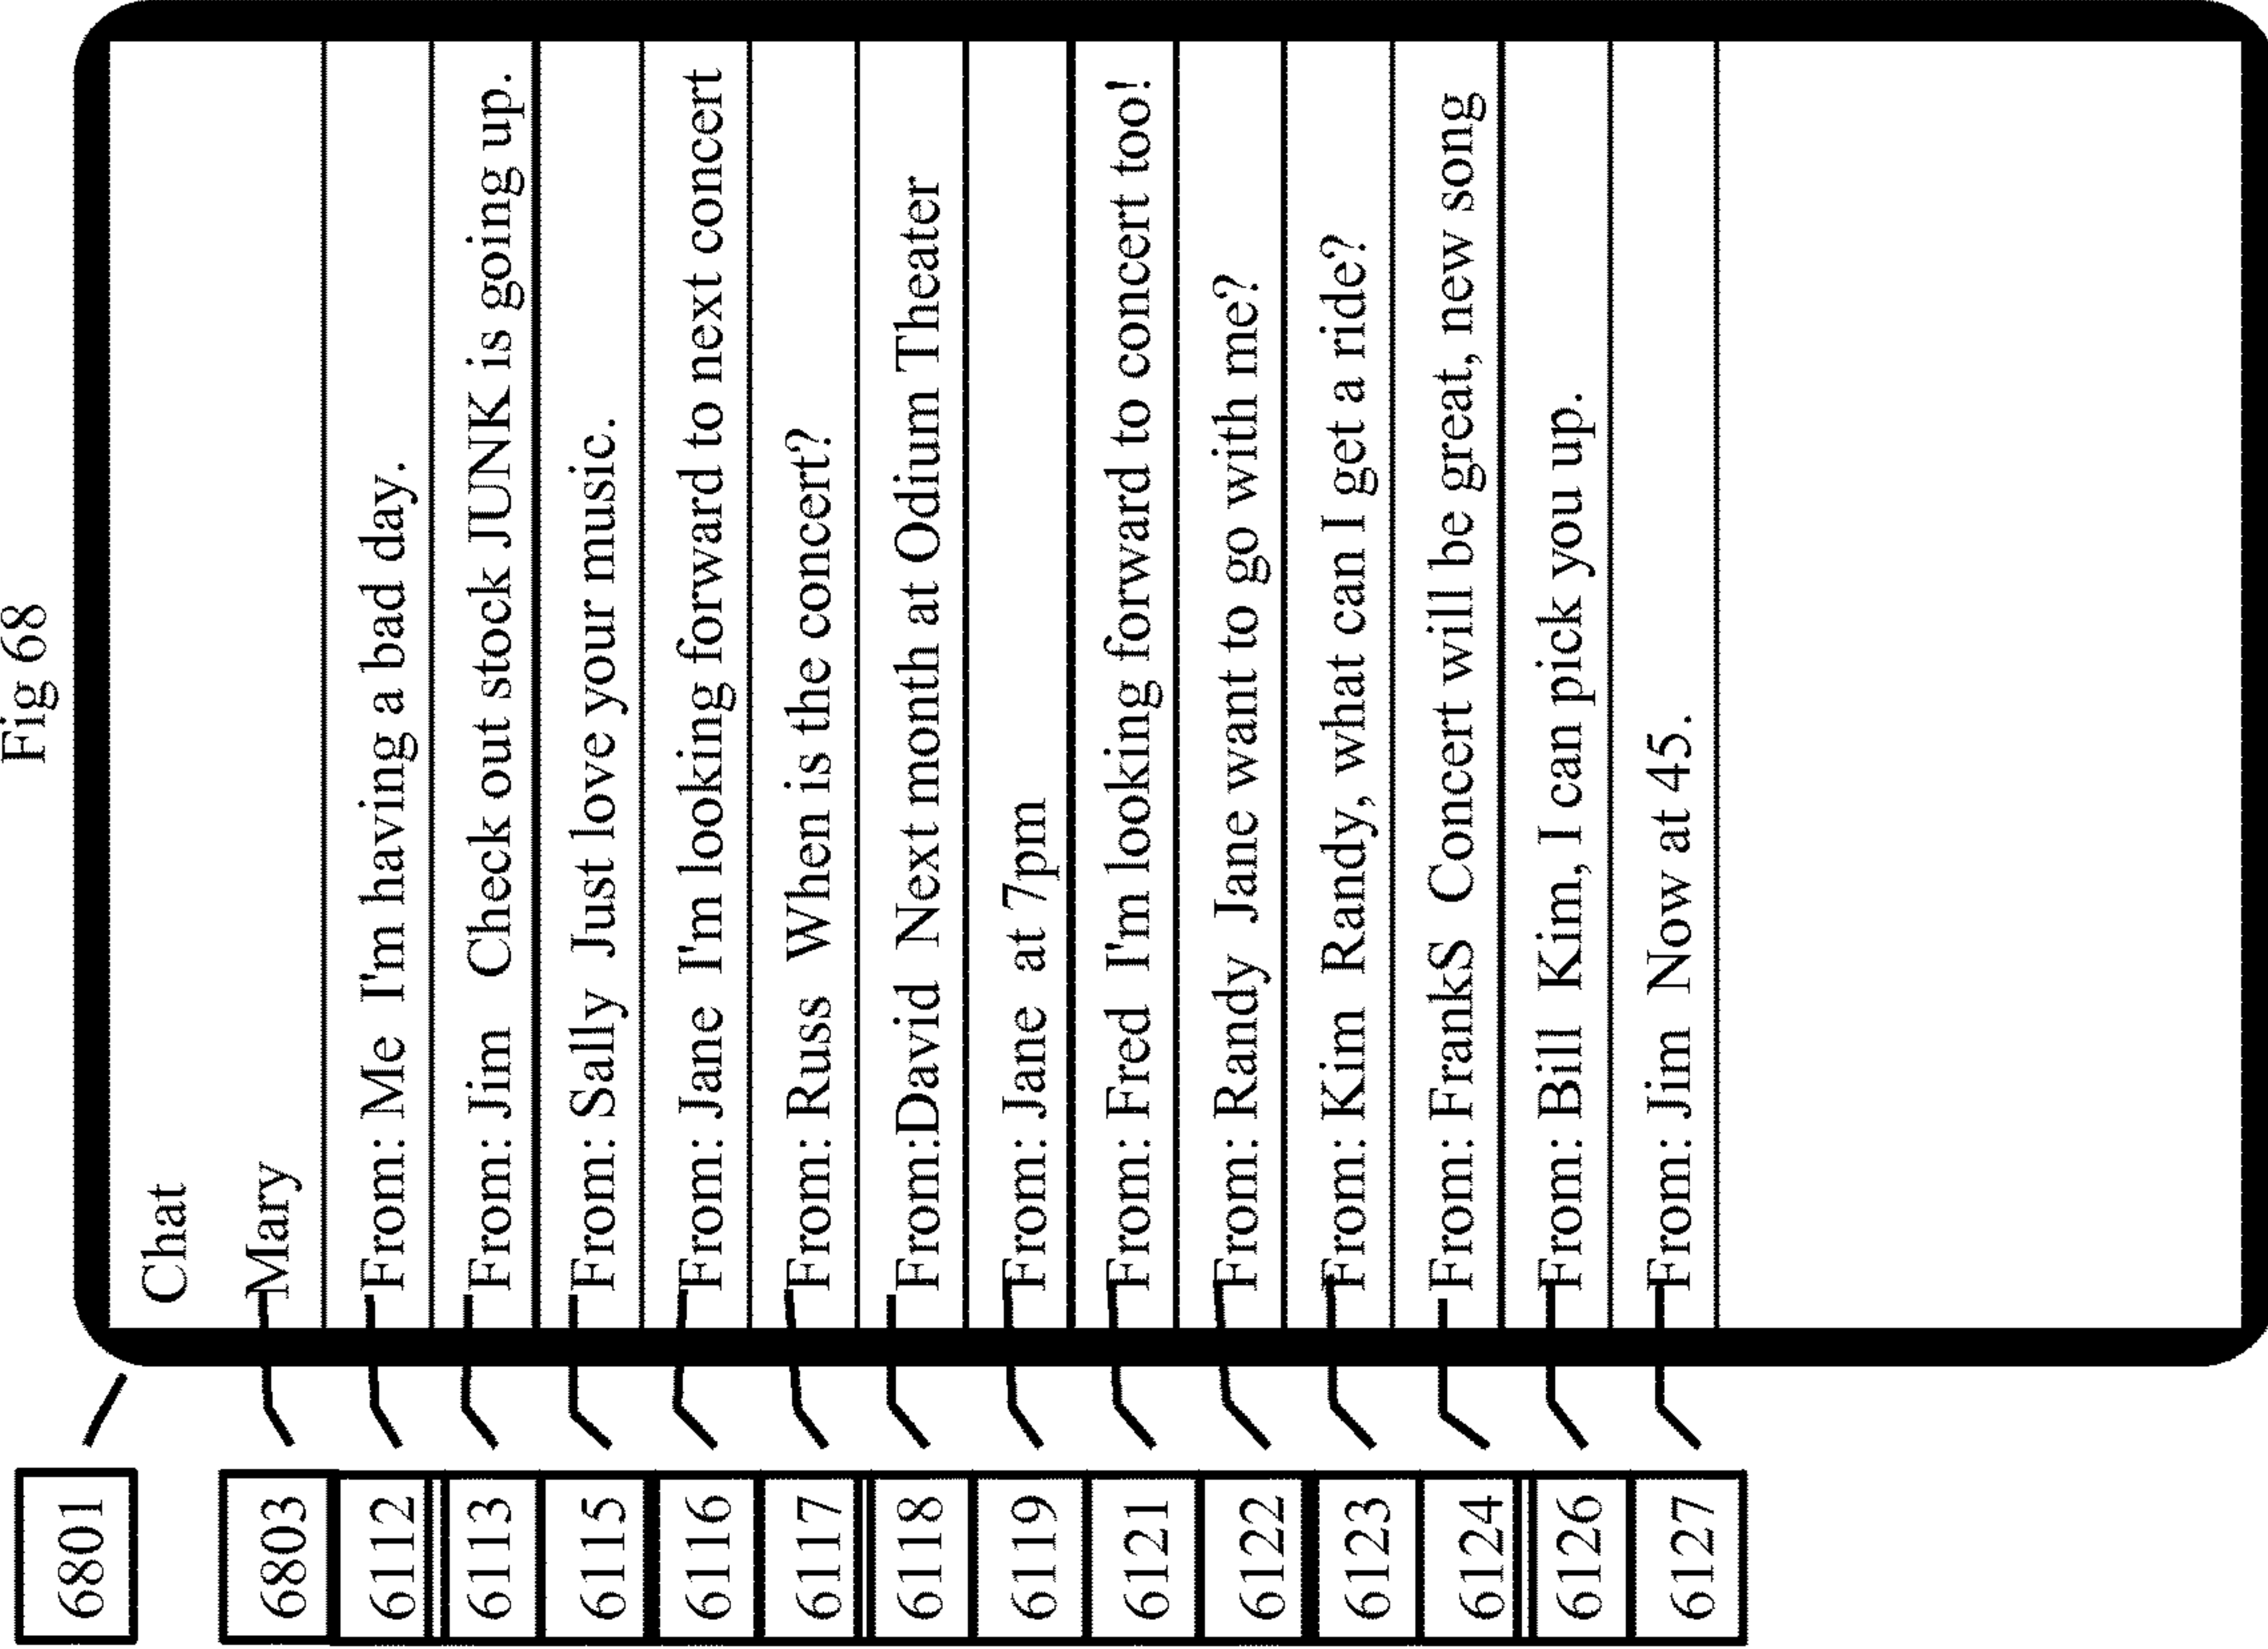 Fig 68
6801
Chat
6803 Mary
6112 From: Me I'm having a bad day.
6113 From: Jim Check out stock JUNK is going up.
6115 From: Sally Just love your music.
6116 From: Jane I'm looking forward to next concert
6117 From: Russ When is the concert?
6118 From:David Next month at Odium Theater
6119 From: Jane at 7pm
6121 From: Fred I'm looking forward to concert too!
6122 From: Randy Jane want to go with me?
6123 From: Kim Randy, what can I get a ride?
6124 From: FrankS Concert will be great, new song
6126 From: Bill Kim, I can pick you up.
6127 From: Jim Now at 45.